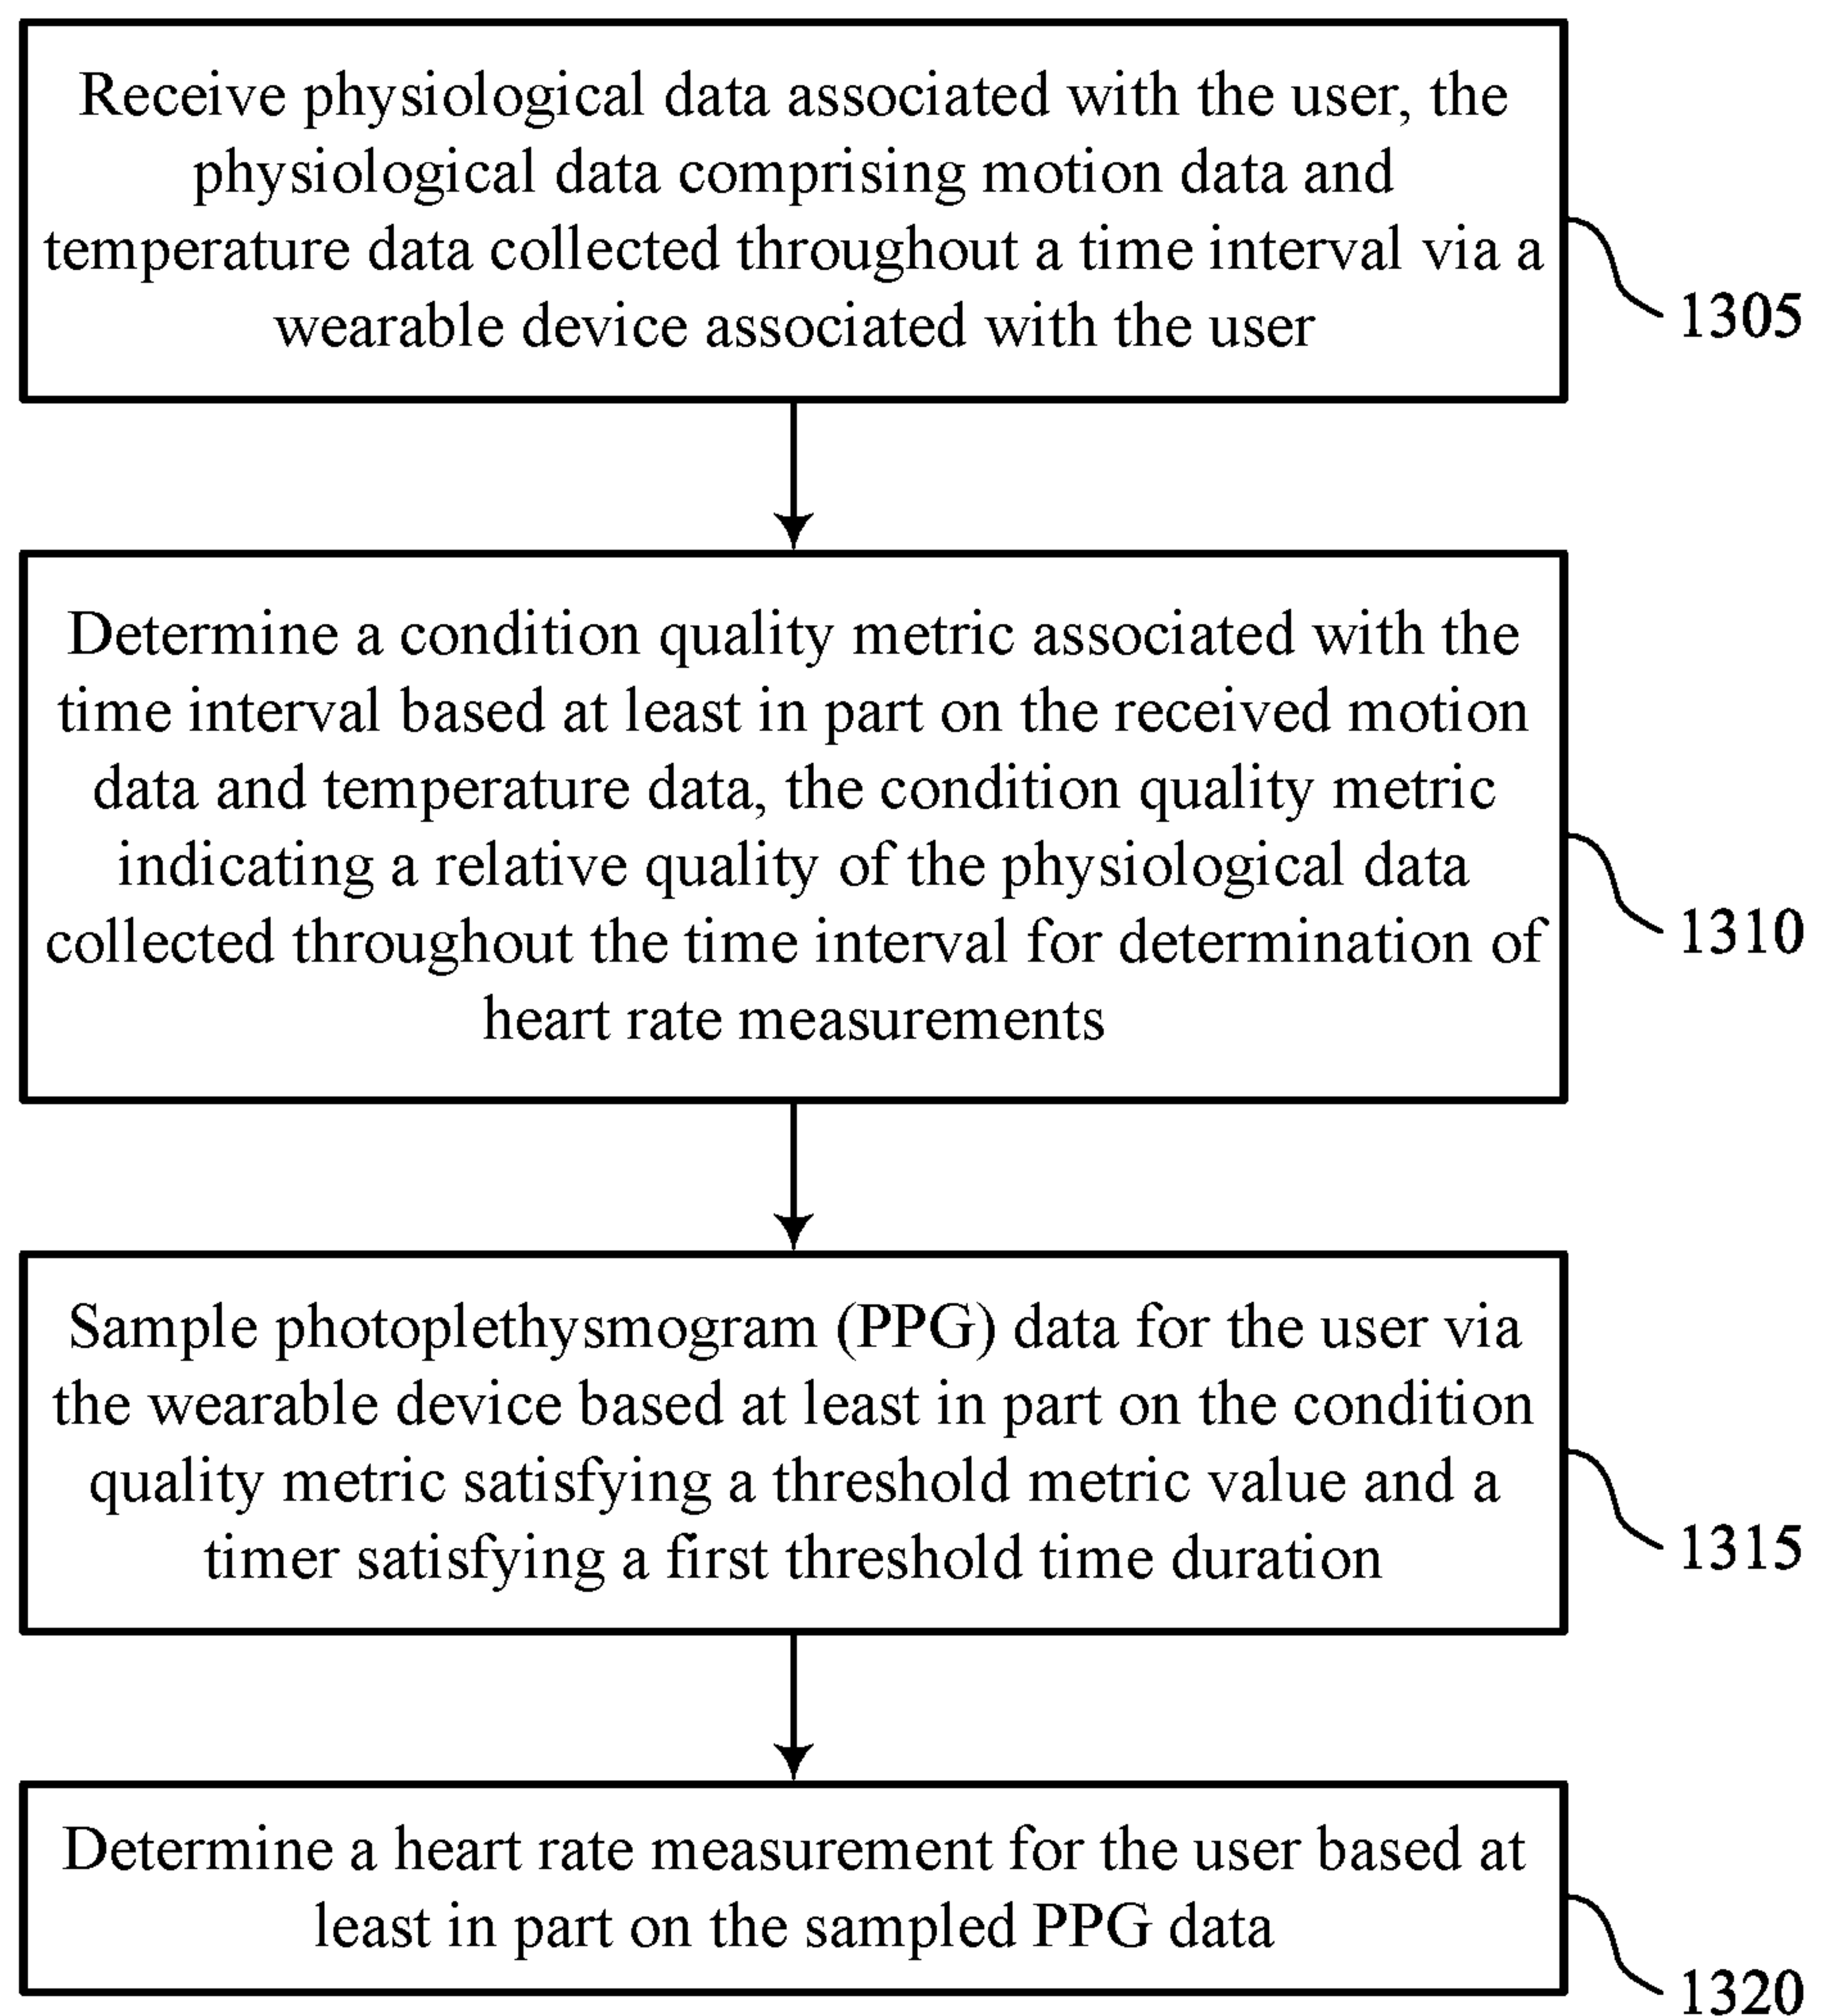 Receive physiological data associated with the user, the
physiological data comprising motion data and
temperature data collected throughout a time interval via a
wearable device associated with the user
1305
Determine a condition quality metric associated with the
time interval based at least in part on the received motion
data and temperature data, the condition quality metric
indicating a relative quality of the physiological data
collected throughout the time interval for determination of
heart rate measurements
1310
Sample photoplethysmogram (PPG) data for the user via
the wearable device based at least in part on the condition
quality metric satisfying a threshold metric value and a
timer satisfying a first threshold time duration
1315
Determine a heart rate measurement for the user based at
least in part on the sampled PPG data
1320